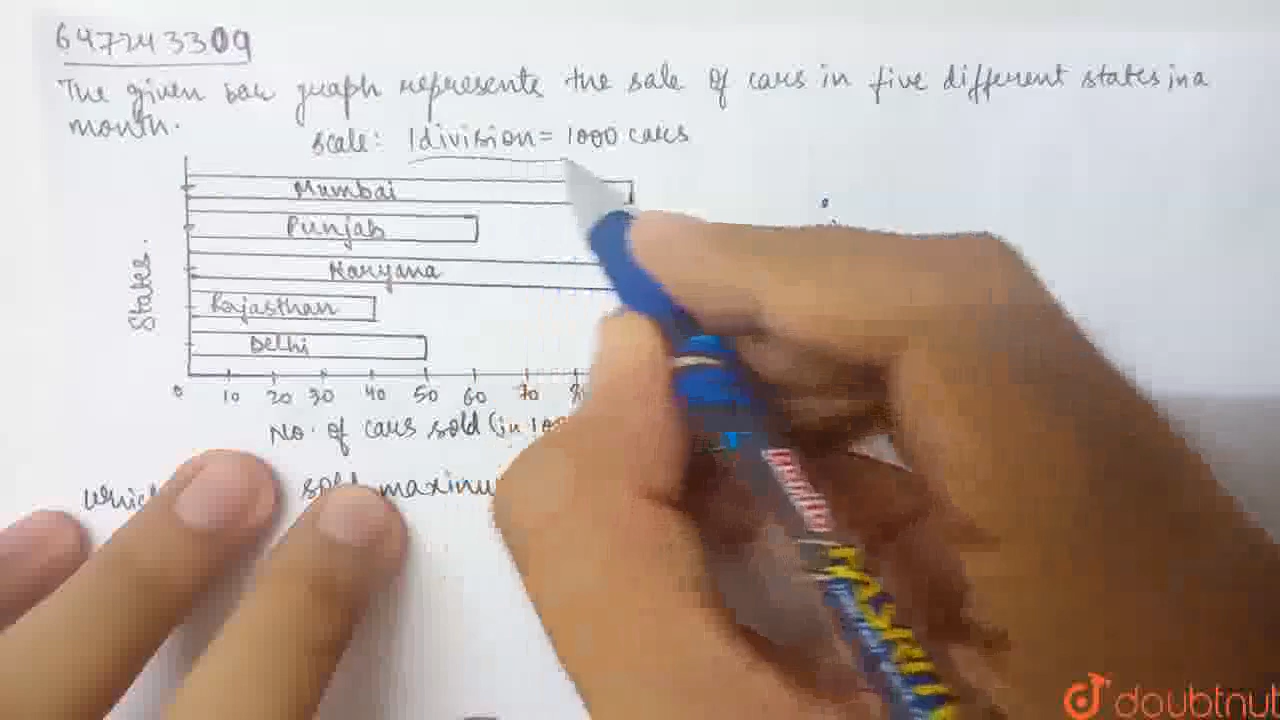 647243309
The given bar graph represents the sale of cars in five different states in a
month.
scale: 1 division = 1000 cars
Mumbai
Punjab
Haryana
Rajasthan
Delhi
States.
0 10 20 30 40 50 60 70
No. of cars sold (in
sold maximu
doubtnut